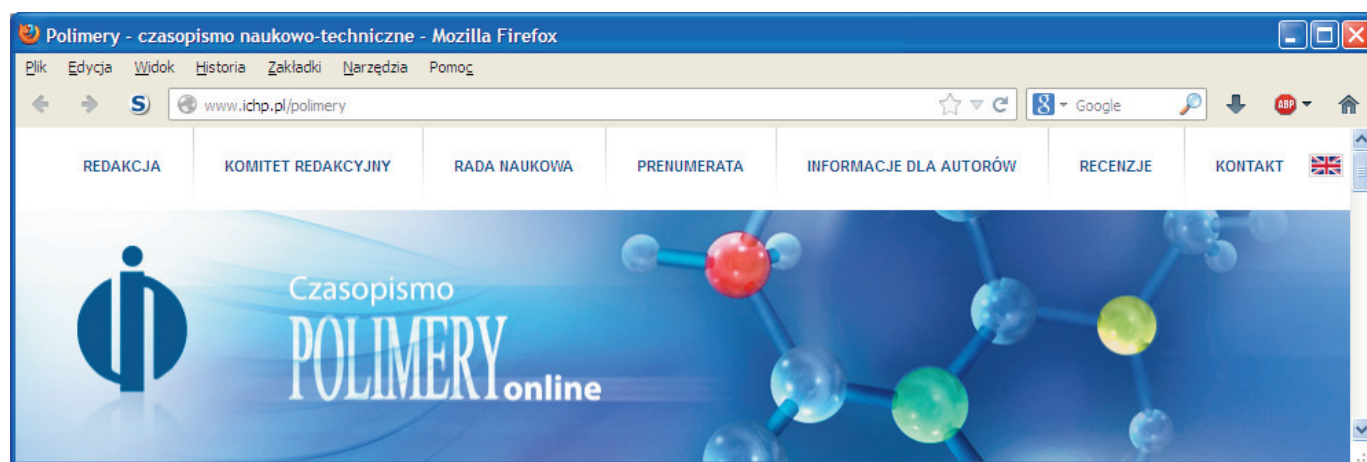 Polimery - czasopismo naukowo-techniczne - Mozilla Firefox
Plik Edycja Widok Historia Zakładki Narzędzia Pomoc
S www.ichp.pl/polimery 8 Google ABP
REDAKCJA KOMITET REDAKCYJNY RADA NAUKOWA PRENUMERATA INFORMACJE DLA AUTORÓW RECENZJE KONTAKT
Czasopismo
POLIMERY online